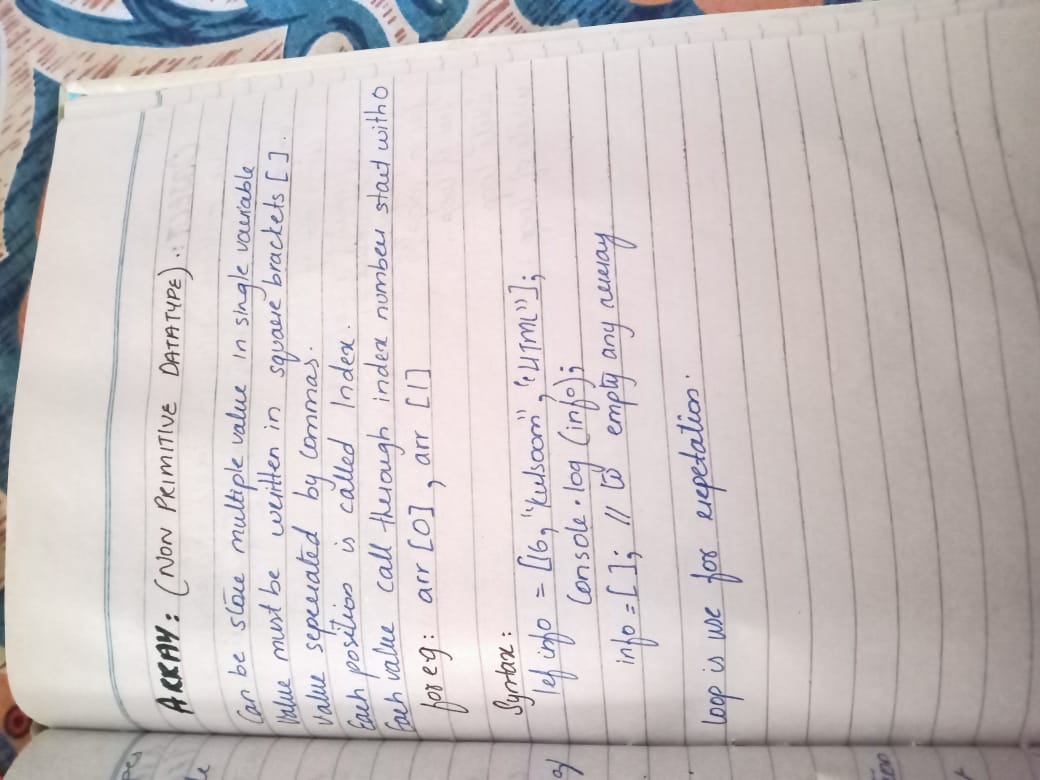 ARRAY: (NON PRIMITIVE DATATYPE).:
Can be store multiple value in single variable
Value must be written in square brackets [ ]..
Value seperated by commas.
Each position is called Index.
Each value call through index number start with 0
for eg: arr [0] , arr [1]
Syntax:
let info = [16, "Kulsoom", "HTML"];
Console.log (info);
info = [ ]; // to empty any array
loop is use for repetation.